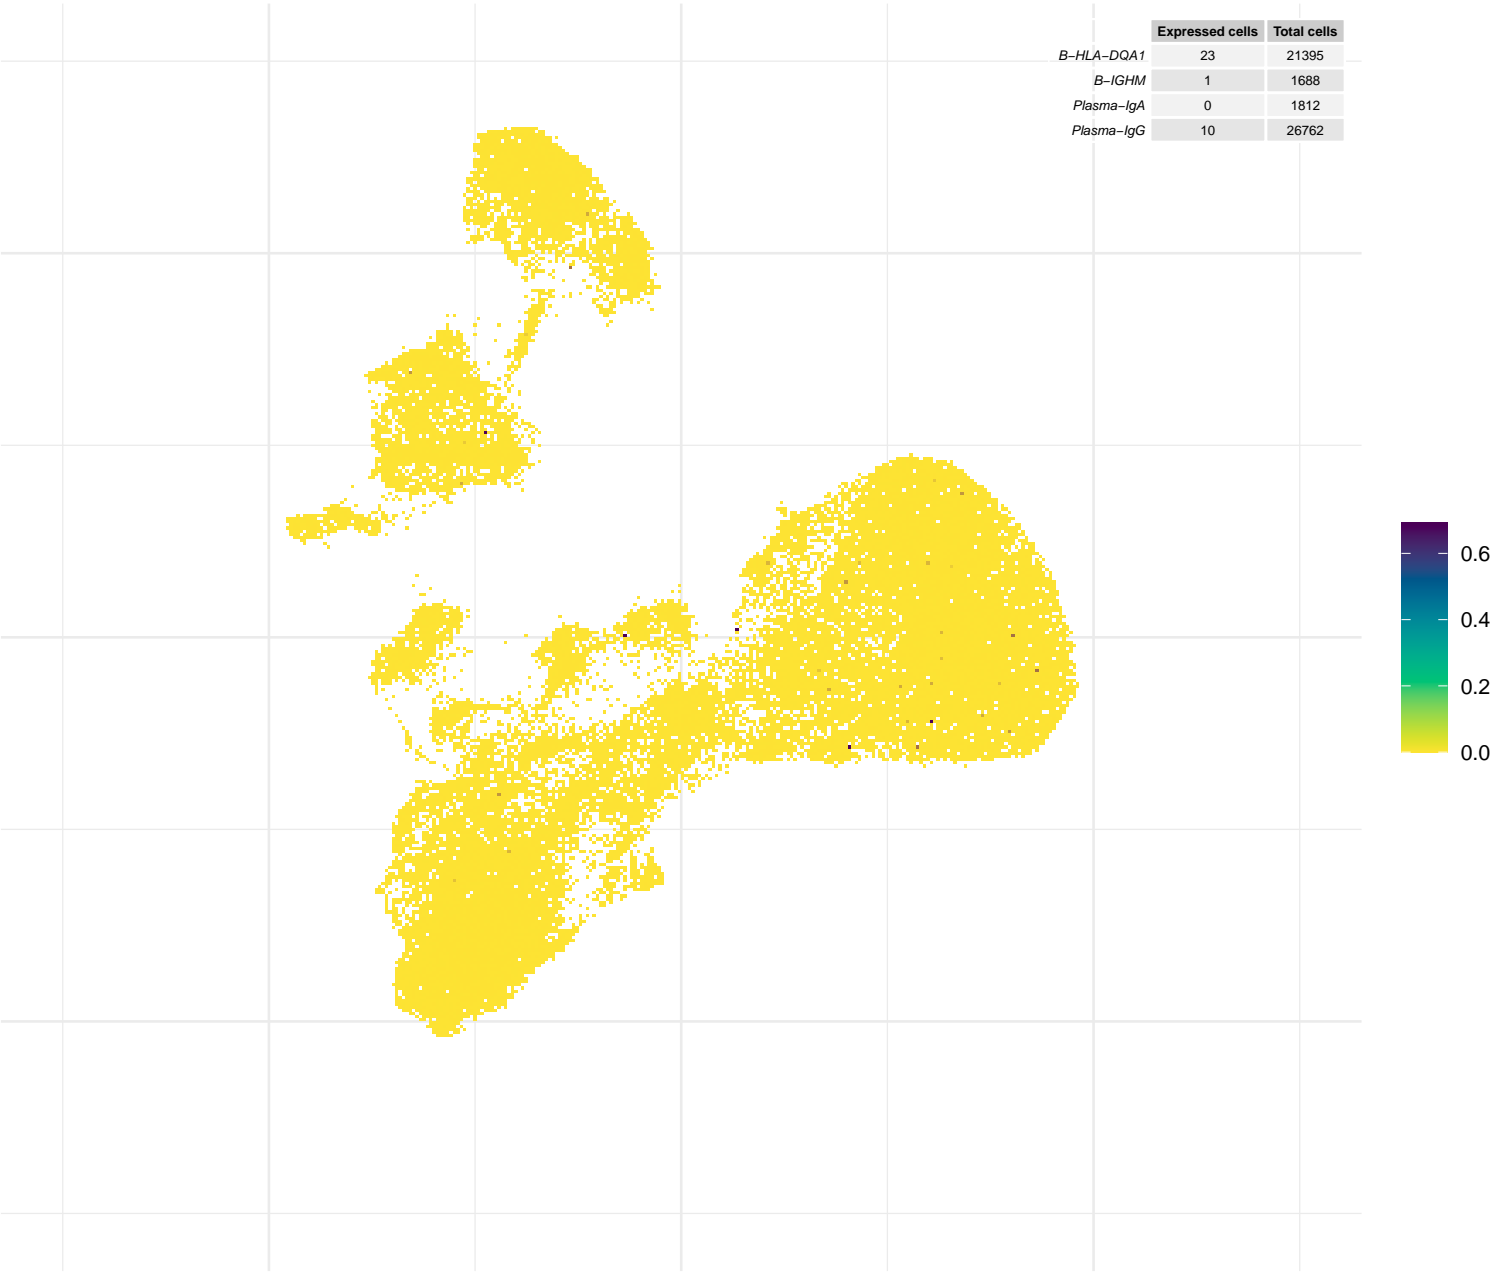 Expressed cells Total cells
B−HLA−DQA1 23 21395
B−IGHM 1 1688
Plasma−IgA 0 1812
Plasma−IgG 10 26762
0.6
0.4
0.2
0.0